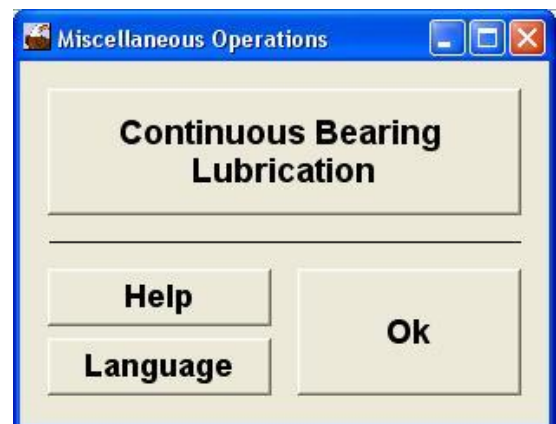 Miscellaneous Operations
Continuous Bearing
Lubrication
Help
Language
Ok